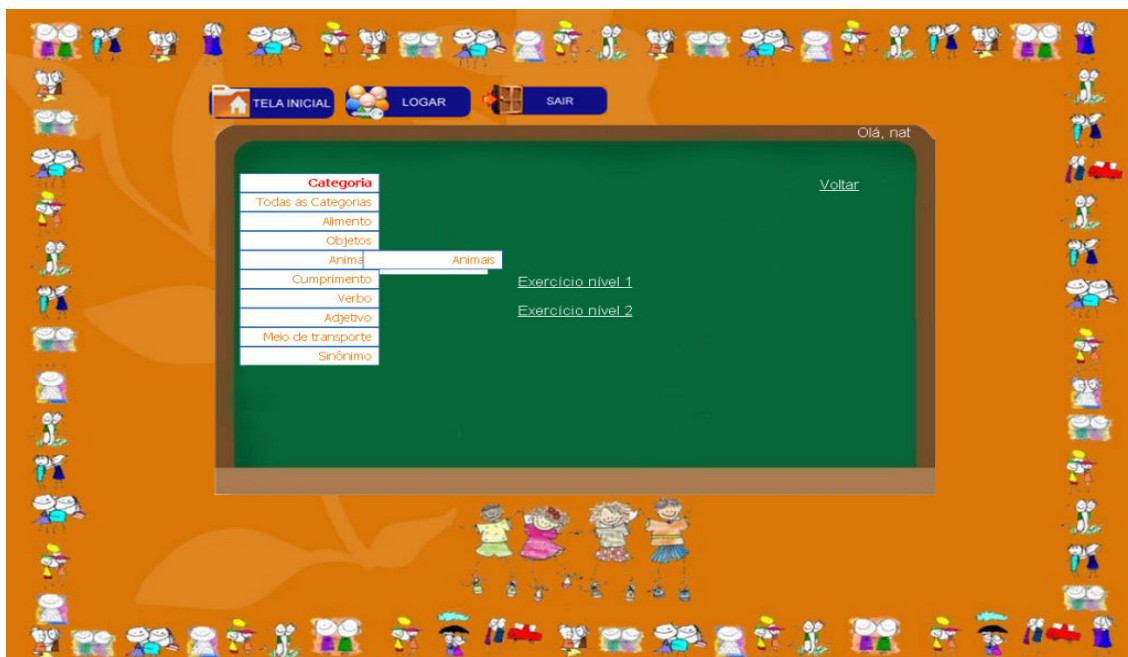 TELA INICIAL
LOGAR
SAIR
Olá, nat
Categoria
Voltar
Todas as Categorias
Alimento
Objetos
Anima
Animais
Cumprimento
Exercício nível 1
Verbo
Exercício nível 2
Adjetivo
Meio de transporte
Sinônimo